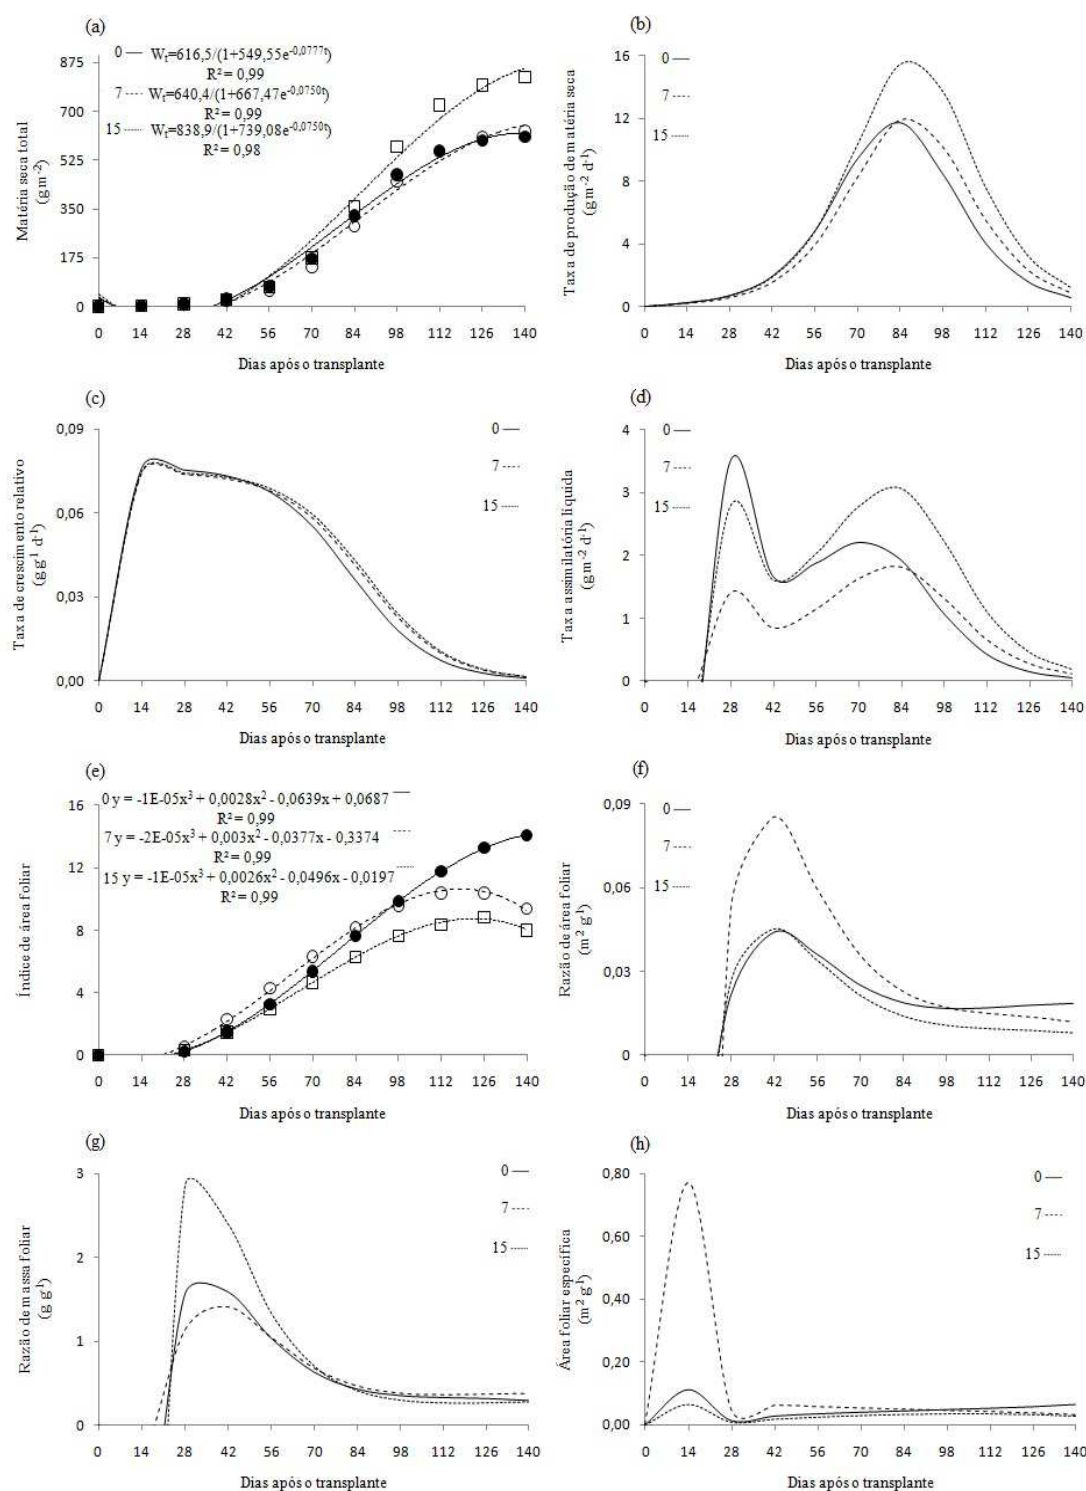 (a)
0 — Wt=616,5/(1+549,55e^-0,0777t)
R² = 0,99
7 ---- Wt=640,4/(1+667,47e^-0,0750t)
R² = 0,99
15 ······ Wt=838,9/(1+739,08e^-0,0750t)
R² = 0,98
875
700
525
350
175
0
Matéria seca total
(g m⁻²)
0 14 28 42 56 70 84 98 112 126 140
Dias após o transplante
(b)
0 —
7 ----
15 ······
16
12
8
4
0
Taxa de produção de matéria seca
(g m⁻² d⁻¹)
0 14 28 42 56 70 84 98 112 126 140
Dias após o transplante
(c)
0 —
7 ----
15 ······
0,09
0,06
0,03
0,00
Taxa de crescimento relativo
(g g¹ d⁻¹)
0 14 28 42 56 70 84 98 112 126 140
Dias após o transplante
(d)
0 —
7 ----
15 ······
4
3
2
1
0
Taxa assimilatória líquida
(g m⁻² d⁻¹)
0 14 28 42 56 70 84 98 112 126 140
Dias após o transplante
(e)
0 y = -1E-05x³ + 0,0028x² - 0,0639x + 0,0687 —
R² = 0,99
7 y = -2E-05x³ + 0,003x² - 0,0377x - 0,3374 ----
R² = 0,99
15 y = -1E-05x³ + 0,0026x² - 0,0496x - 0,0197 ······
R² = 0,99
16
12
8
4
0
Índice de área foliar
0 14 28 42 56 70 84 98 112 126 140
Dias após o transplante
(f)
0 —
7 ----
15 ······
0,09
0,06
0,03
0
Razão de área foliar
(m² g⁻¹)
0 14 28 42 56 70 84 98 112 126 140
Dias após o transplante
(g)
0 —
7 ----
15 ······
3
2
1
0
Razão de massa foliar
(g g⁻¹)
0 14 28 42 56 70 84 98 112 126 140
Dias após o transplante
(h)
0 —
7 ----
15 ······
0,80
0,60
0,40
0,20
0,00
Área foliar específica
(m² g⁻¹)
0 14 28 42 56 70 84 98 112 126 140
Dias após o transplante